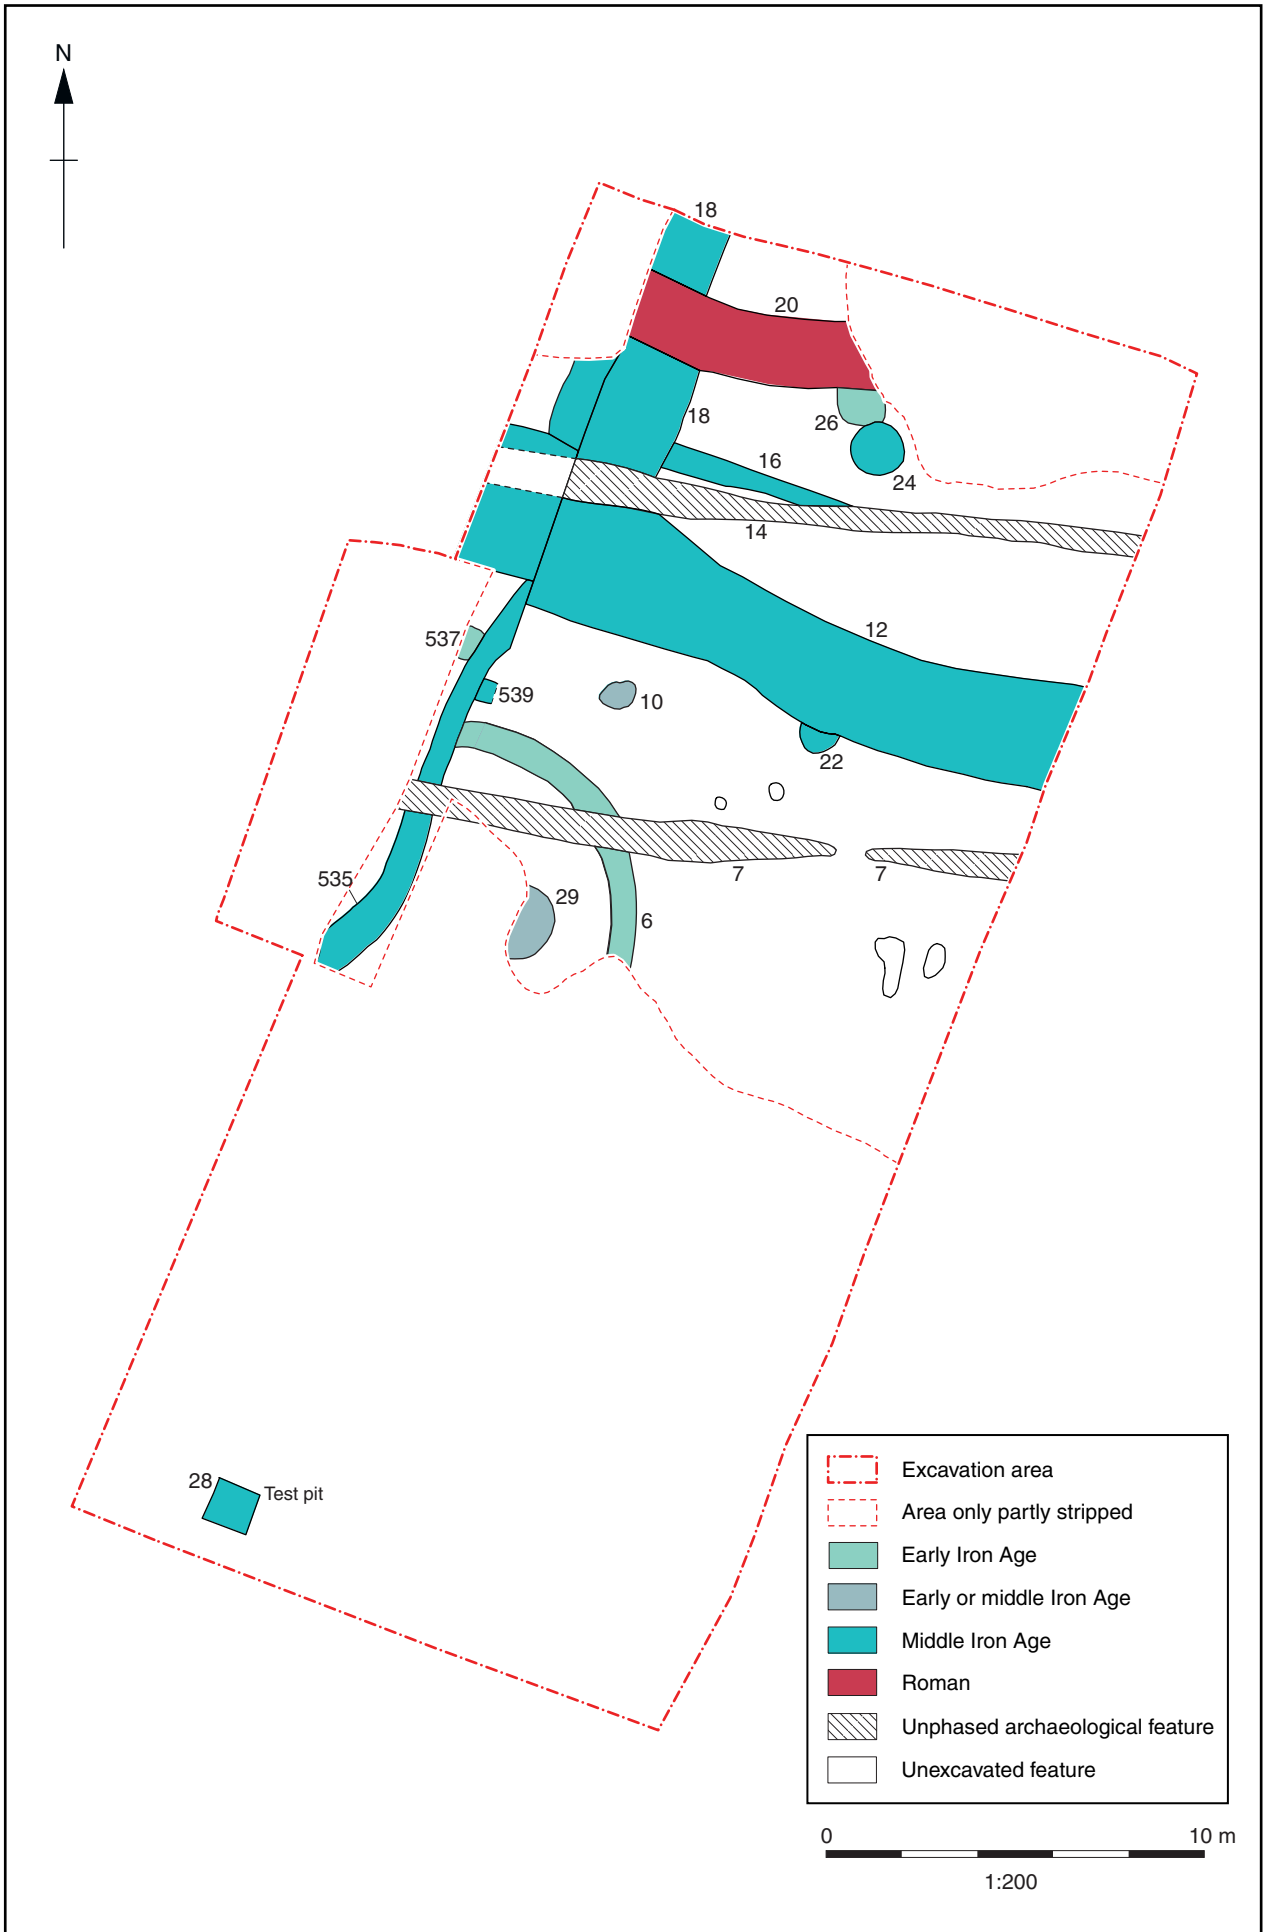 N
18
20
18
26
16
24
14
12
537
539
10
22
7
7
535
29
6
28
Test pit
Excavation area
Area only partly stripped
Early Iron Age
Early or middle Iron Age
Middle Iron Age
Roman
Unphased archaeological feature
Unexcavated feature
0 10 m
1:200